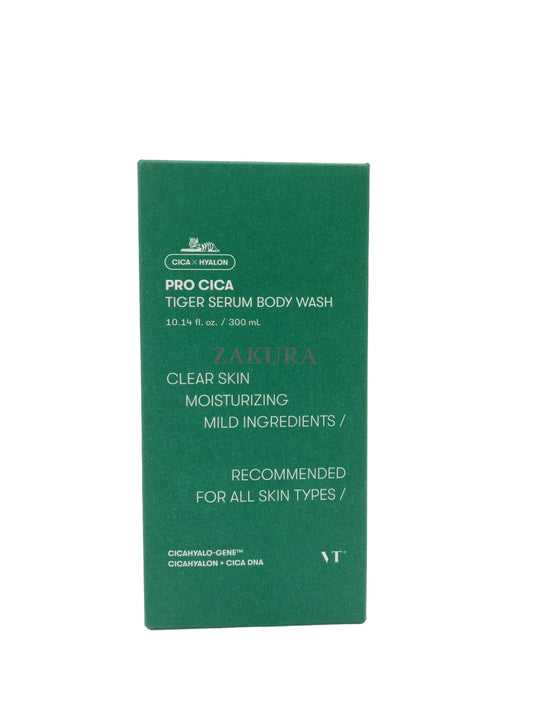 CICA × HYALON
PRO CICA
TIGER SERUM BODY WASH
10.14 fl. oz. / 300 mL
ZAKURA
CLEAR SKIN
MOISTURIZING
MILD INGREDIENTS /
RECOMMENDED
FOR ALL SKIN TYPES /
CICAHYALO-GENE™
CICAHYALON + CICA DNA
VT®